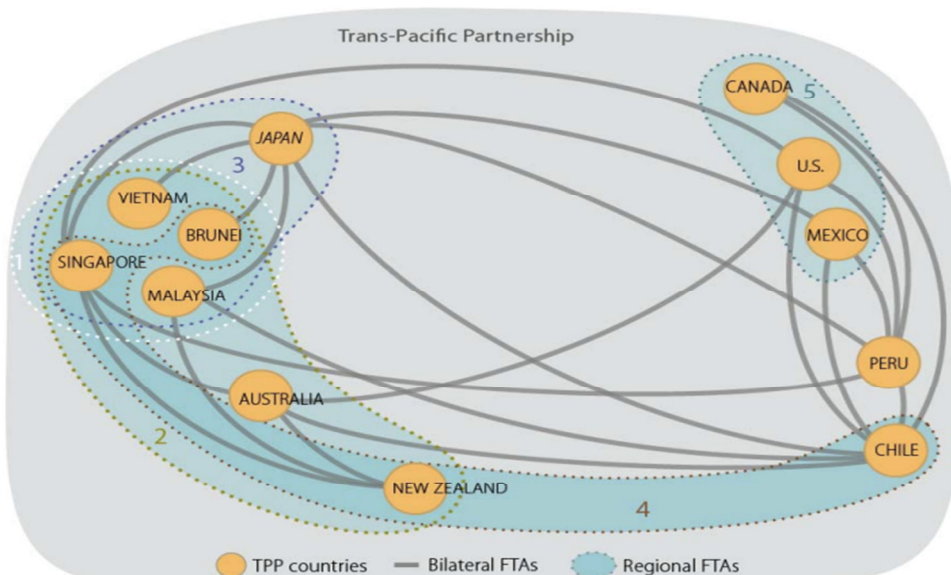 Trans-Pacific Partnership
CANADA
5
JAPAN
3
U.S.
VIETNAM
BRUNEI
MEXICO
1
SINGAPORE
MALAYSIA
PERU
AUSTRALIA
2
CHILE
NEW ZEALAND
4
TPP countries
Bilateral FTAs
Regional FTAs